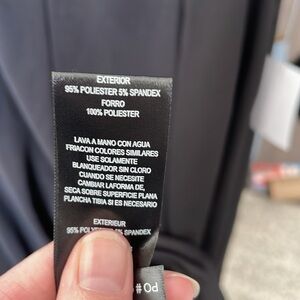 EXTERIOR
95% POLIESTER 5% SPANDEX
FORRO
100% POLIESTER
LAVA A MANO CON AGUA
FRIACON COLORES SIMILARES
USE SOLAMENTE
BLANQUEADOR SIN CLORO
CUANDO SE NECESITE
CAMBIAR LAFORMA DE,
SECA SOBRE SUPERFICIE PLANA
PLANCHA TIBIA SI ES NECESARIO
EXTERIEUR
95% POLYESTER 5% SPANDEX
PO #